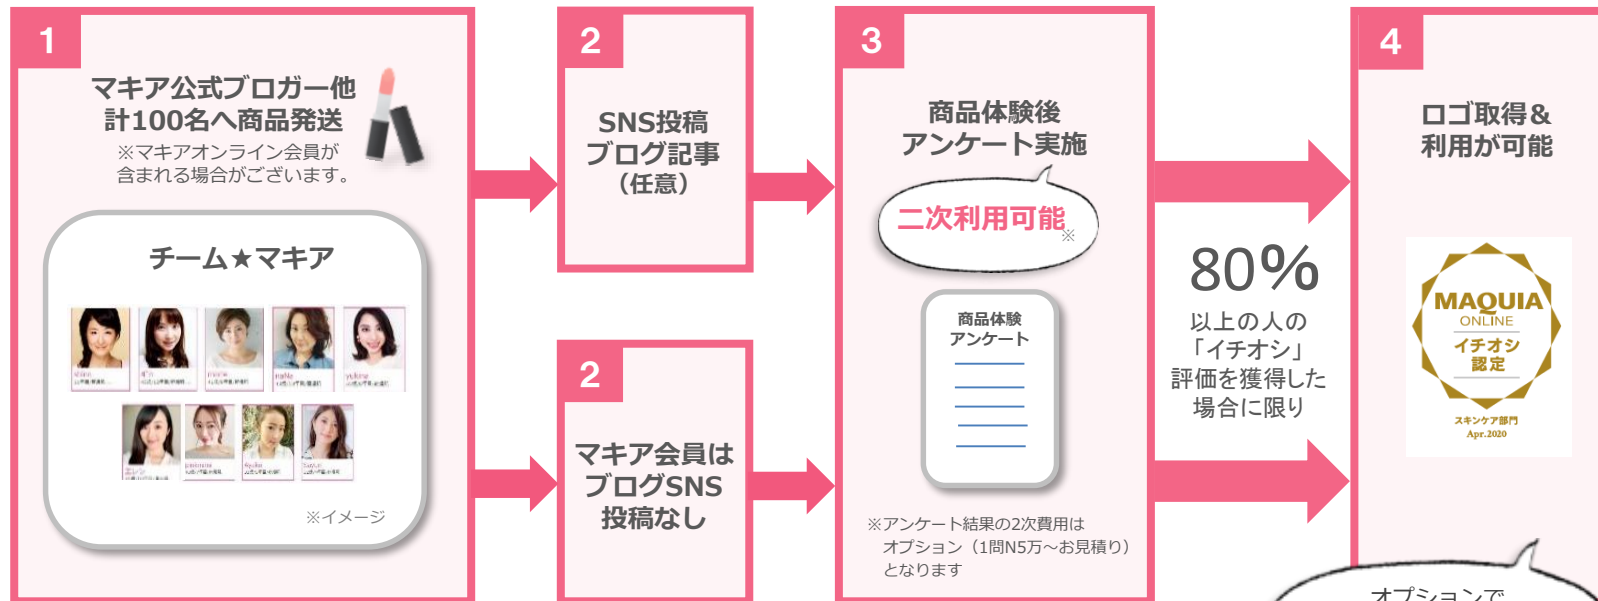 1
マキア公式ブロガー他
計100名へ商品発送
※マキアオンライン会員が
含まれる場合がございます。
チーム★マキア
※イメージ
2
SNS投稿
ブログ記事
（任意）
2
マキア会員は
ブログSNS
投稿なし
3
商品体験後
アンケート実施
二次利用可能
※
商品体験
アンケート
※アンケート結果の2次費用は
オプション（1問N5万～お見積り）
となります
80%
以上の人の
「イチオシ」
評価を獲得した
場合に限り
4
ロゴ取得＆
利用が可能
MAQUIA
ONLINE
イチオシ
認定
スキンケア部門
Apr.2020
オプションで